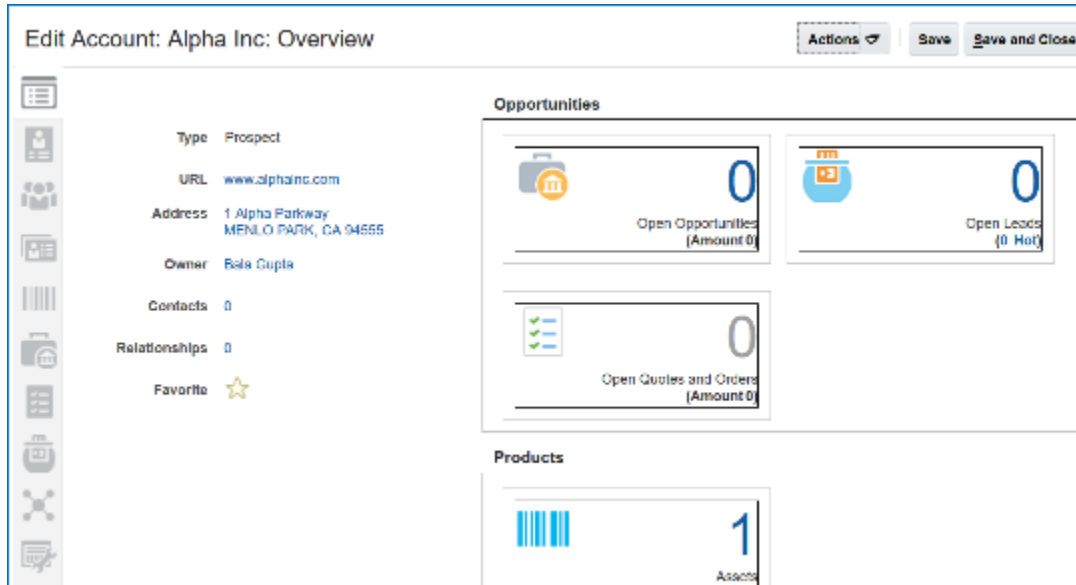 Edit Account: Alpha Inc: Overview
Actions
Save
Save and Close
Type Prospect
URL www.alphainc.com
Address 1 Alpha Parkway
MENLO PARK, CA 94555
Owner Bala Gupta
Contacts 0
Relationships 0
Favorite
Opportunities
0
Open Opportunities
(Amount 0)
0
Open Leads
(0 Hot)
0
Open Quotes and Orders
(Amount 0)
Products
1
Assets